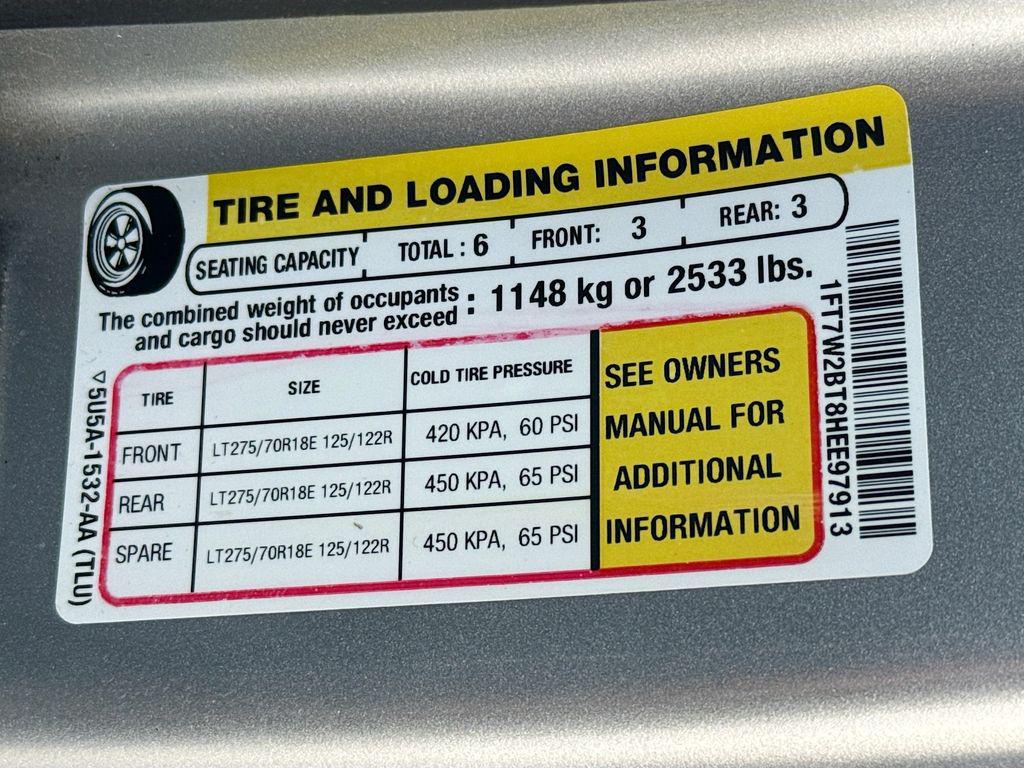 TIRE AND LOADING INFORMATION
SEATING CAPACITY TOTAL : 6 FRONT: 3 REAR: 3
The combined weight of occupants
and cargo should never exceed : 1148 kg or 2533 lbs.
TIRE SIZE COLD TIRE PRESSURE
FRONT LT275/70R18E 125/122R 420 KPA, 60 PSI
REAR LT275/70R18E 125/122R 450 KPA, 65 PSI
SPARE LT275/70R18E 125/122R 450 KPA, 65 PSI
SEE OWNERS
MANUAL FOR
ADDITIONAL
INFORMATION
▽5U5A-1532-AA (TLU)
1FT7W2BT8HEE97913